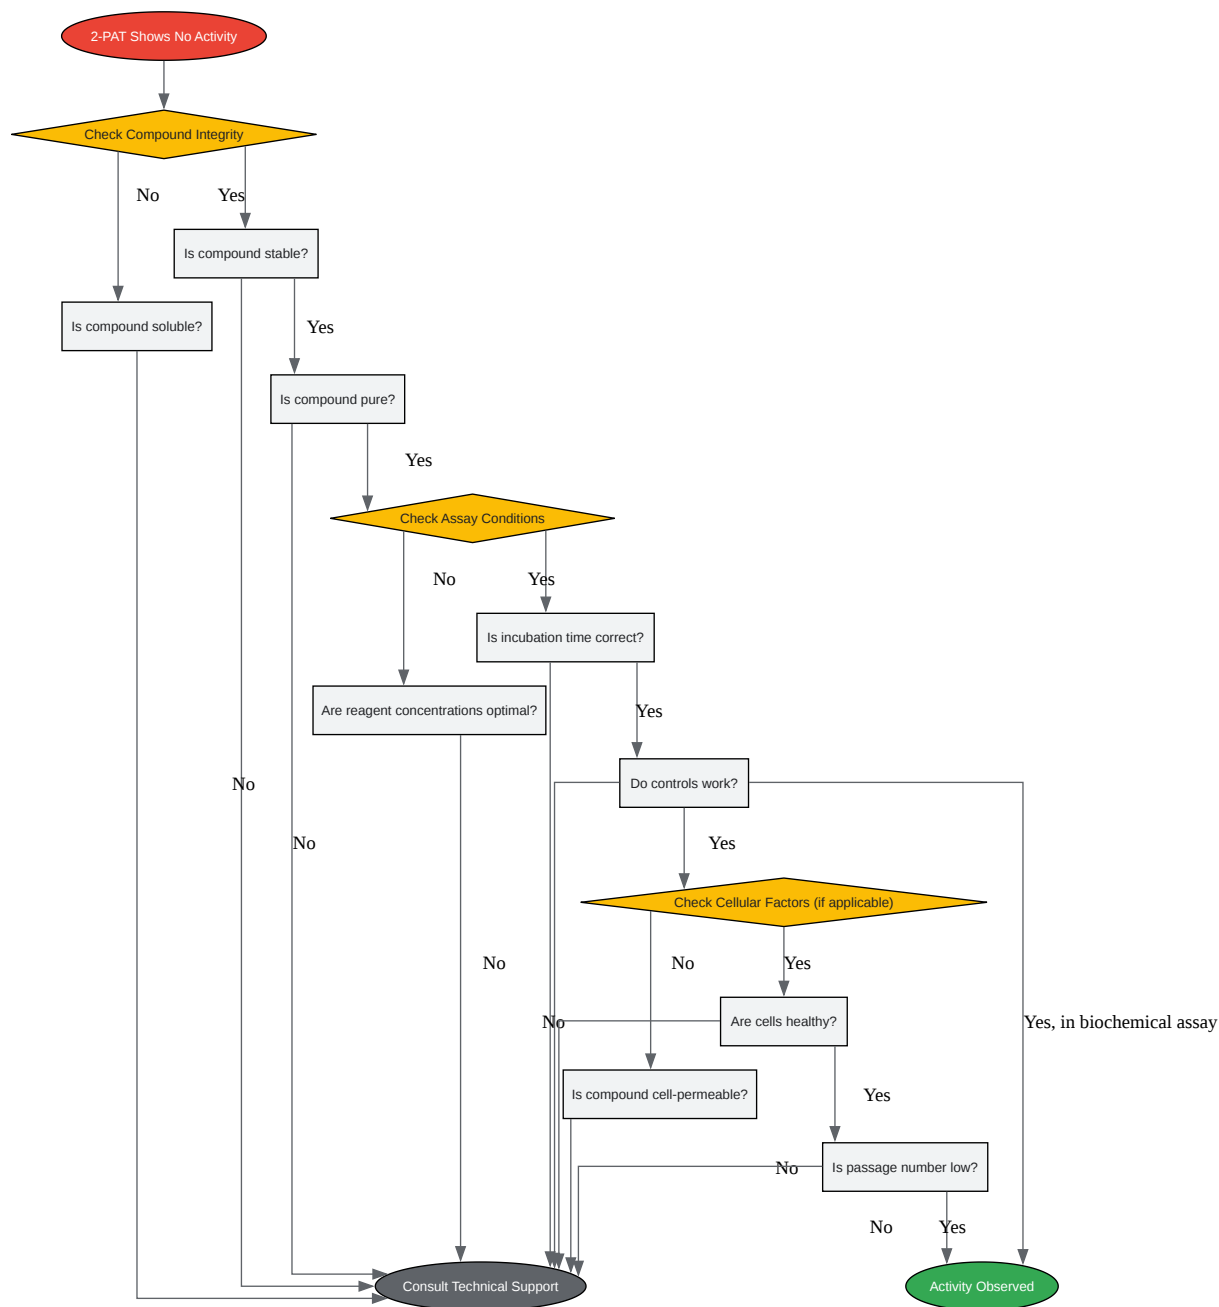 2-PAT Shows No Activity
Check Compound Integrity
No
Yes
Is compound stable?
Is compound soluble?
Yes
Is compound pure?
Yes
Check Assay Conditions
No
Yes
Is incubation time correct?
Are reagent concentrations optimal?
Yes
Do controls work?
No
No
Yes
Check Cellular Factors (if applicable)
No
No
Yes
No
Are cells healthy?
Yes, in biochemical assay
Is compound cell-permeable?
Yes
No
Is passage number low?
No
Yes
Consult Technical Support
Activity Observed